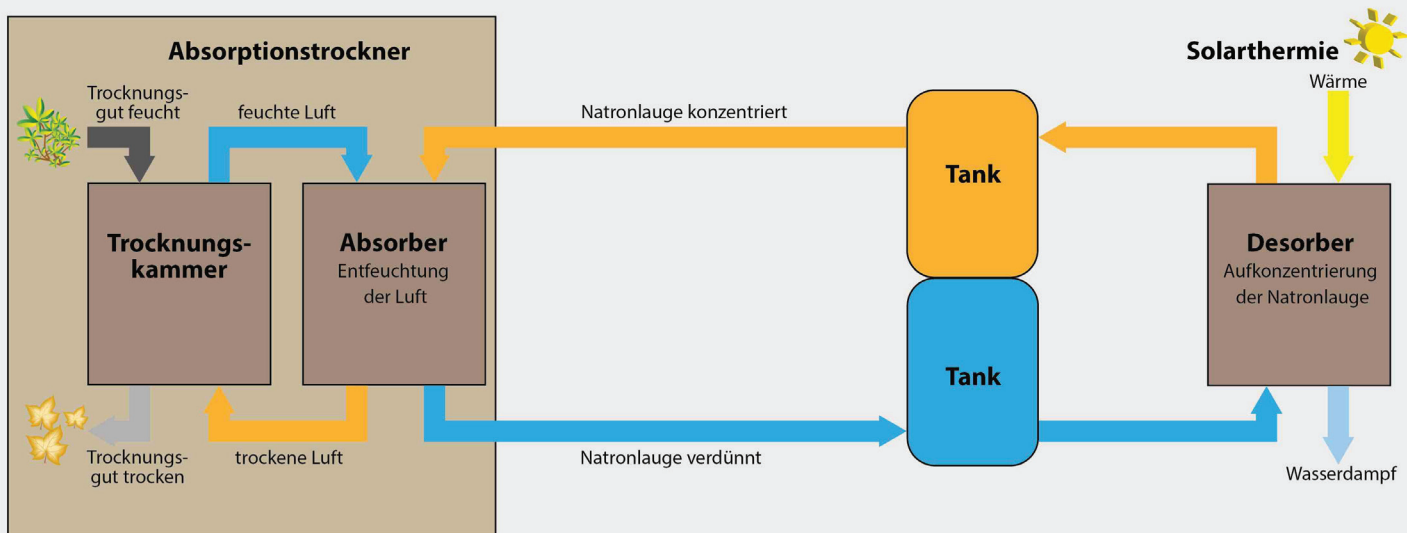 Absorptionstrockner
Solarthermie
Wärme
Trocknungs-
gut feucht
feuchte Luft
Natronlauge konzentriert
Tank
Trocknungs-
kammer
Absorber
Entfeuchtung
der Luft
Desorber
Aufkonzentrierung
der Natronlauge
Tank
Trocknungs-
gut trocken
trockene Luft
Natronlauge verdünnt
Wasserdampf